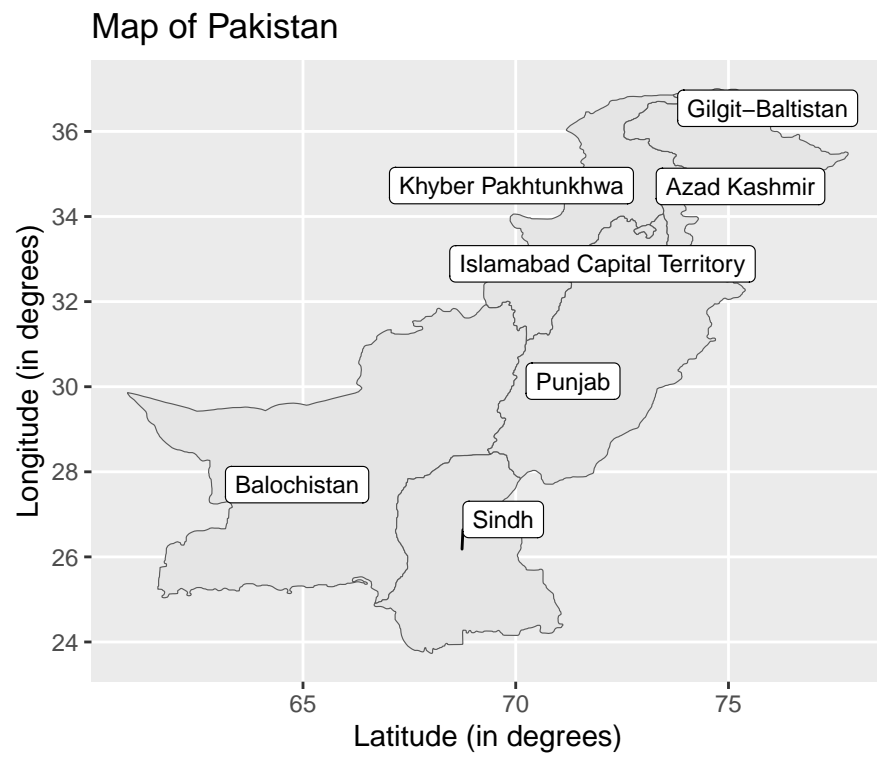 Map of Pakistan
Longitude (in degrees)
36
34
32
30
28
26
24
Gilgit−Baltistan
Khyber Pakhtunkhwa
Azad Kashmir
Islamabad Capital Territory
Punjab
Balochistan
Sindh
65
70
75
Latitude (in degrees)